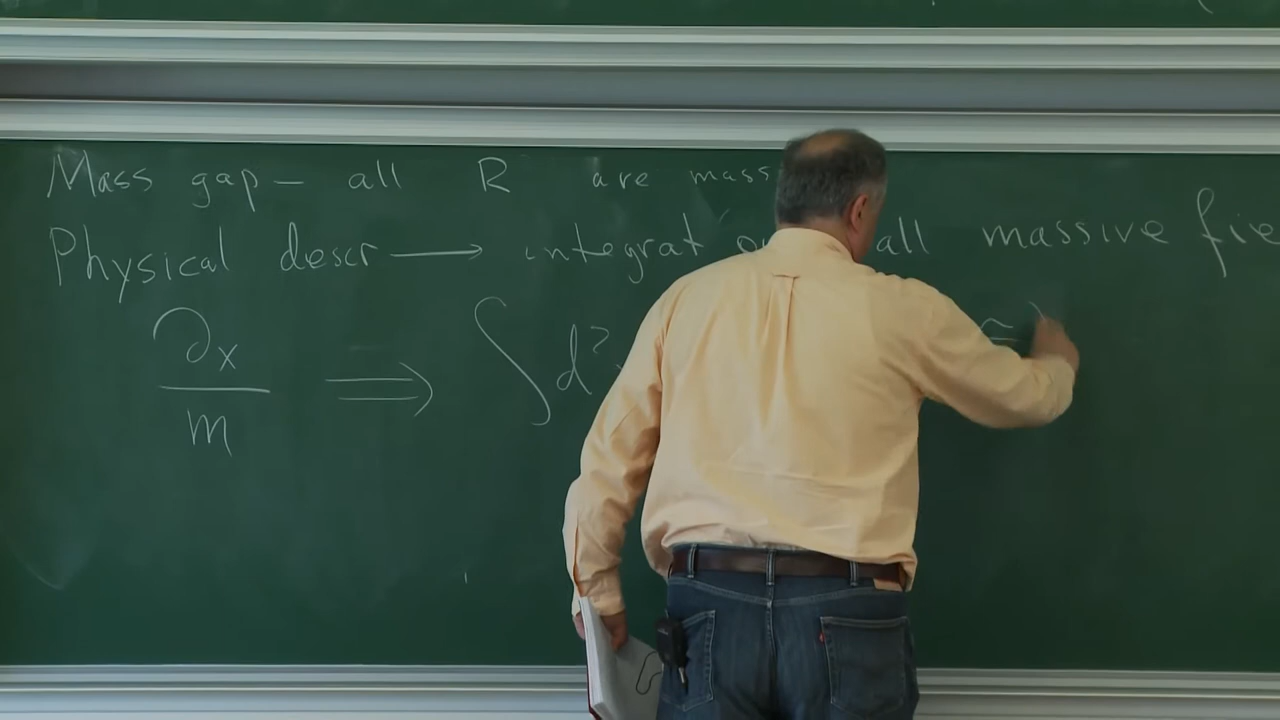 Mass gap — all R are mass
Physical descr → integrat' all massive fie
∂x / m ⇒ ∫ d² ≃